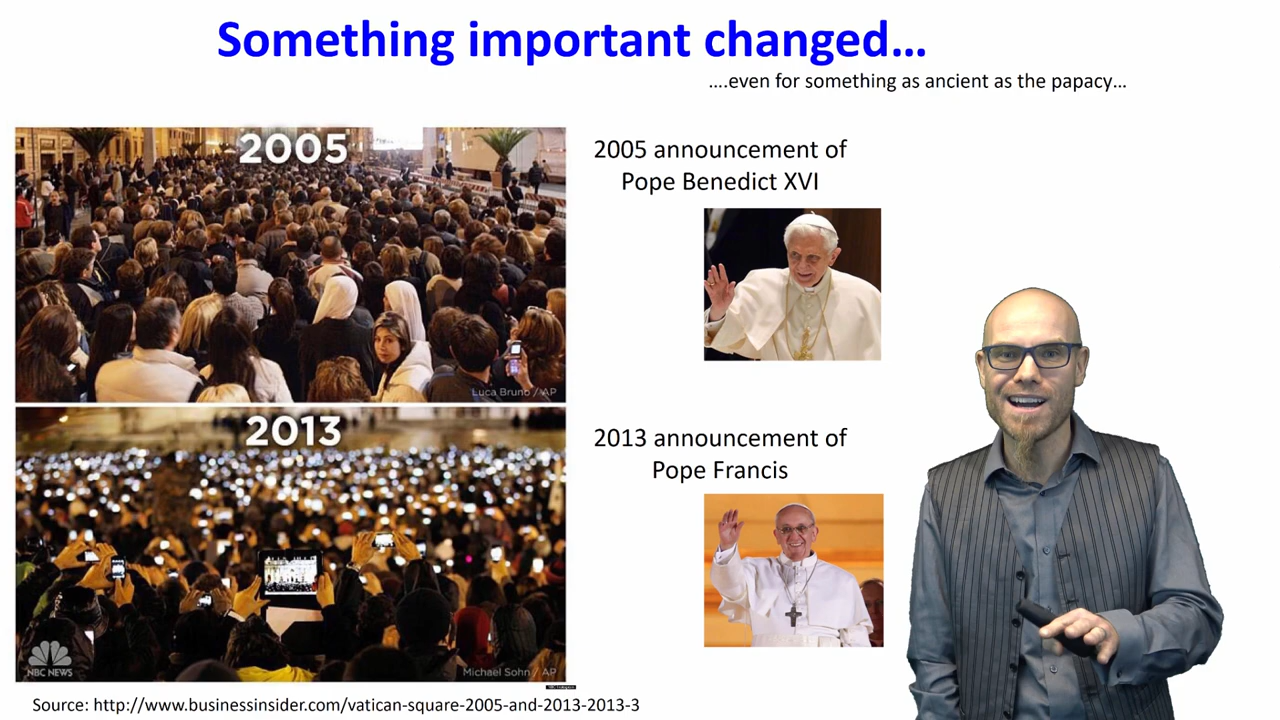 Something important changed…
….even for something as ancient as the papacy…
2005
Luca Bruno / AP
2005 announcement of
Pope Benedict XVI
2013
NBC NEWS
Michael Sohn / AP
2013 announcement of
Pope Francis
Source: http://www.businessinsider.com/vatican-square-2005-and-2013-2013-3